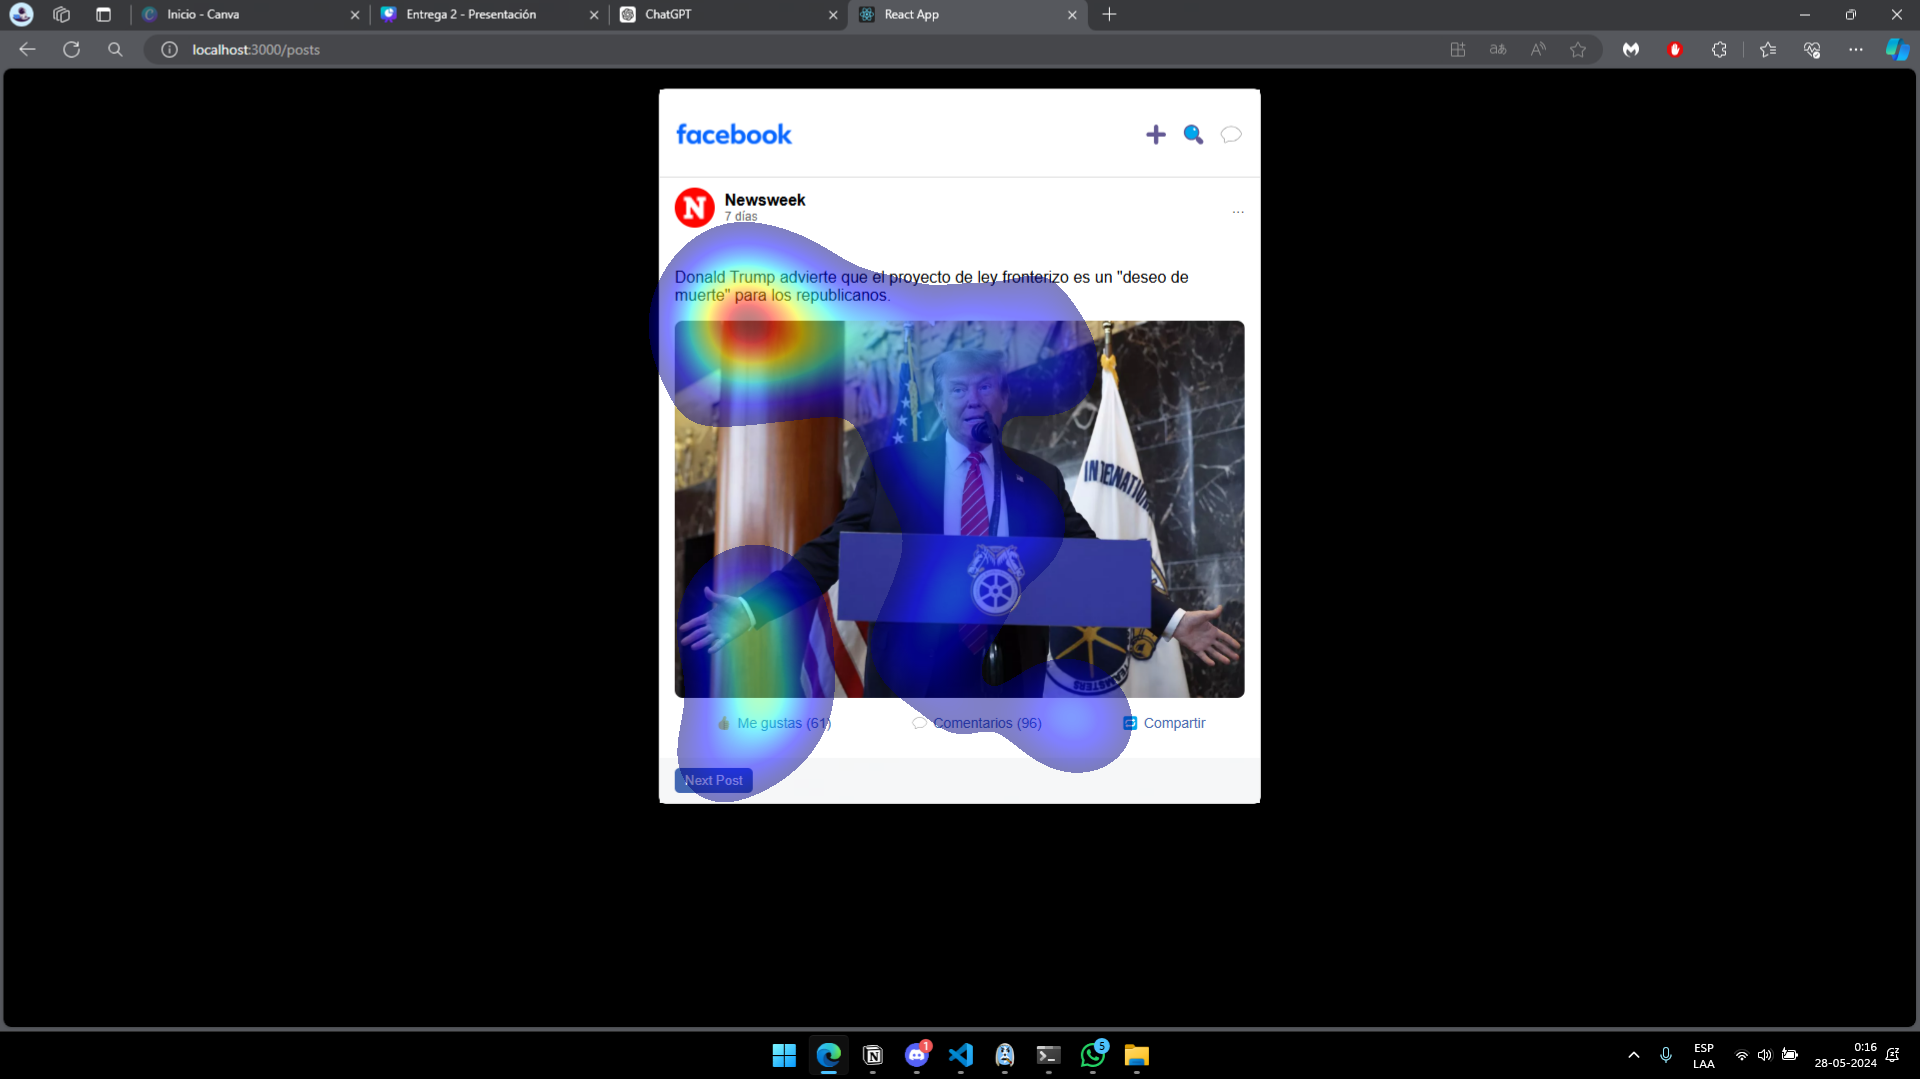 Inicio - Canva
Entrega 2 - Presentación
ChatGPT
React App
localhost:3000/posts
facebook
N
Newsweek
7 días
...
Donald Trump advierte que el proyecto de ley fronterizo es un "deseo de
muerte" para los republicanos.
TEAMSTERS
Me gustas (61)
Comentarios (96)
Compartir
Next Post
1
5
ESP
LAA
0:16
28-05-2024